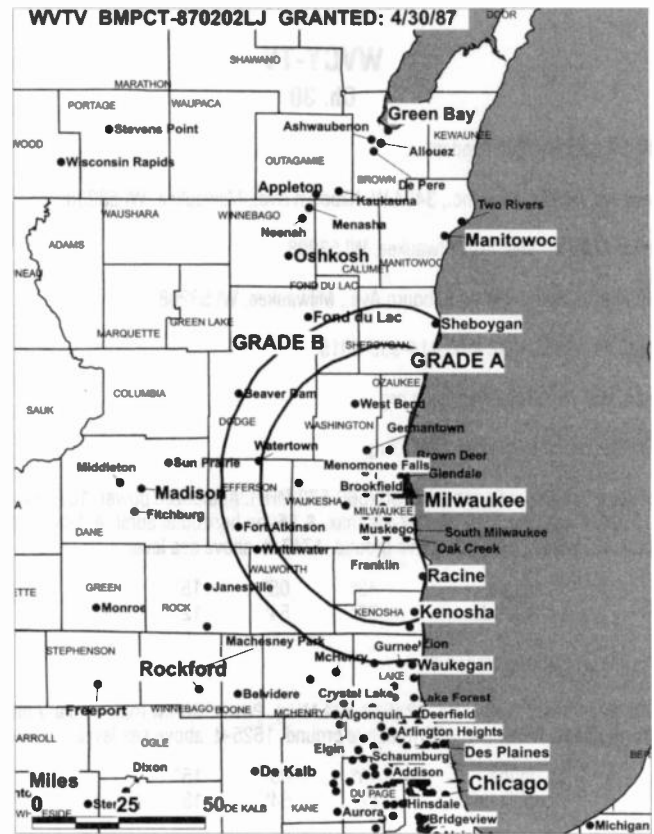 WVTV BMPCT-870202LJ GRANTED: 4/30/87
DOOR
SHAWANO
MARATHON
PORTAGE
WAUPACA
Green Bay
Stevens Point
Ashwaubenon
KEWAUNEE
WOOD
Allouez
Wisconsin Rapids
OUTAGAMIE
BROWN
De Pere
Appleton
Kaukauna
WAUSHARA
WINNEBAGO
Menasha
Two Rivers
Neenah
Manitowoc
ADAMS
Oshkosh
CALUMET
MANITOWOC
NEAU
FOND DU LAC
Fond du Lac
Sheboygan
GREEN LAKE
MARQUETTE
GRADE B
SHEBOYGAN
GRADE A
OZAUKEE
COLUMBIA
Beaver Dam
West Bend
SAUK
DODGE
WASHINGTON
Germantown
Watertown
Brown Deer
Middleton
Sun Prairie
Menomonee Falls
Glendale
JEFFERSON
Brookfield
Madison
WAUKESHA
Milwaukee
Fitchburg
MILWAUKEE
DANE
Fort Atkinson
Muskego
South Milwaukee
Oak Creek
Whitewater
Franklin
WALWORTH
Racine
GREEN
Janesville
ETTE
Monroe
ROCK
KENOSHA
Kenosha
STEPHENSON
Machesney Park
Gurnee
Zion
McHenry
Waukegan
Rockford
LAKE
Belvidere
Crystal Lake
Lake Forest
Freeport
WINNEBAGO
BOONE
MCHENRY
Algonquin
Deerfield
ARROLL
Arlington Heights
OGLE
Elgin
Des Plaines
Schaumburg
Miles
Dixon
De Kalb
Addison
Chicago
DU PAGE
0 25 50
DE KALB
KANE
Hinsdale
WHITESIDE
Aurora
Bridgeview
Michigan